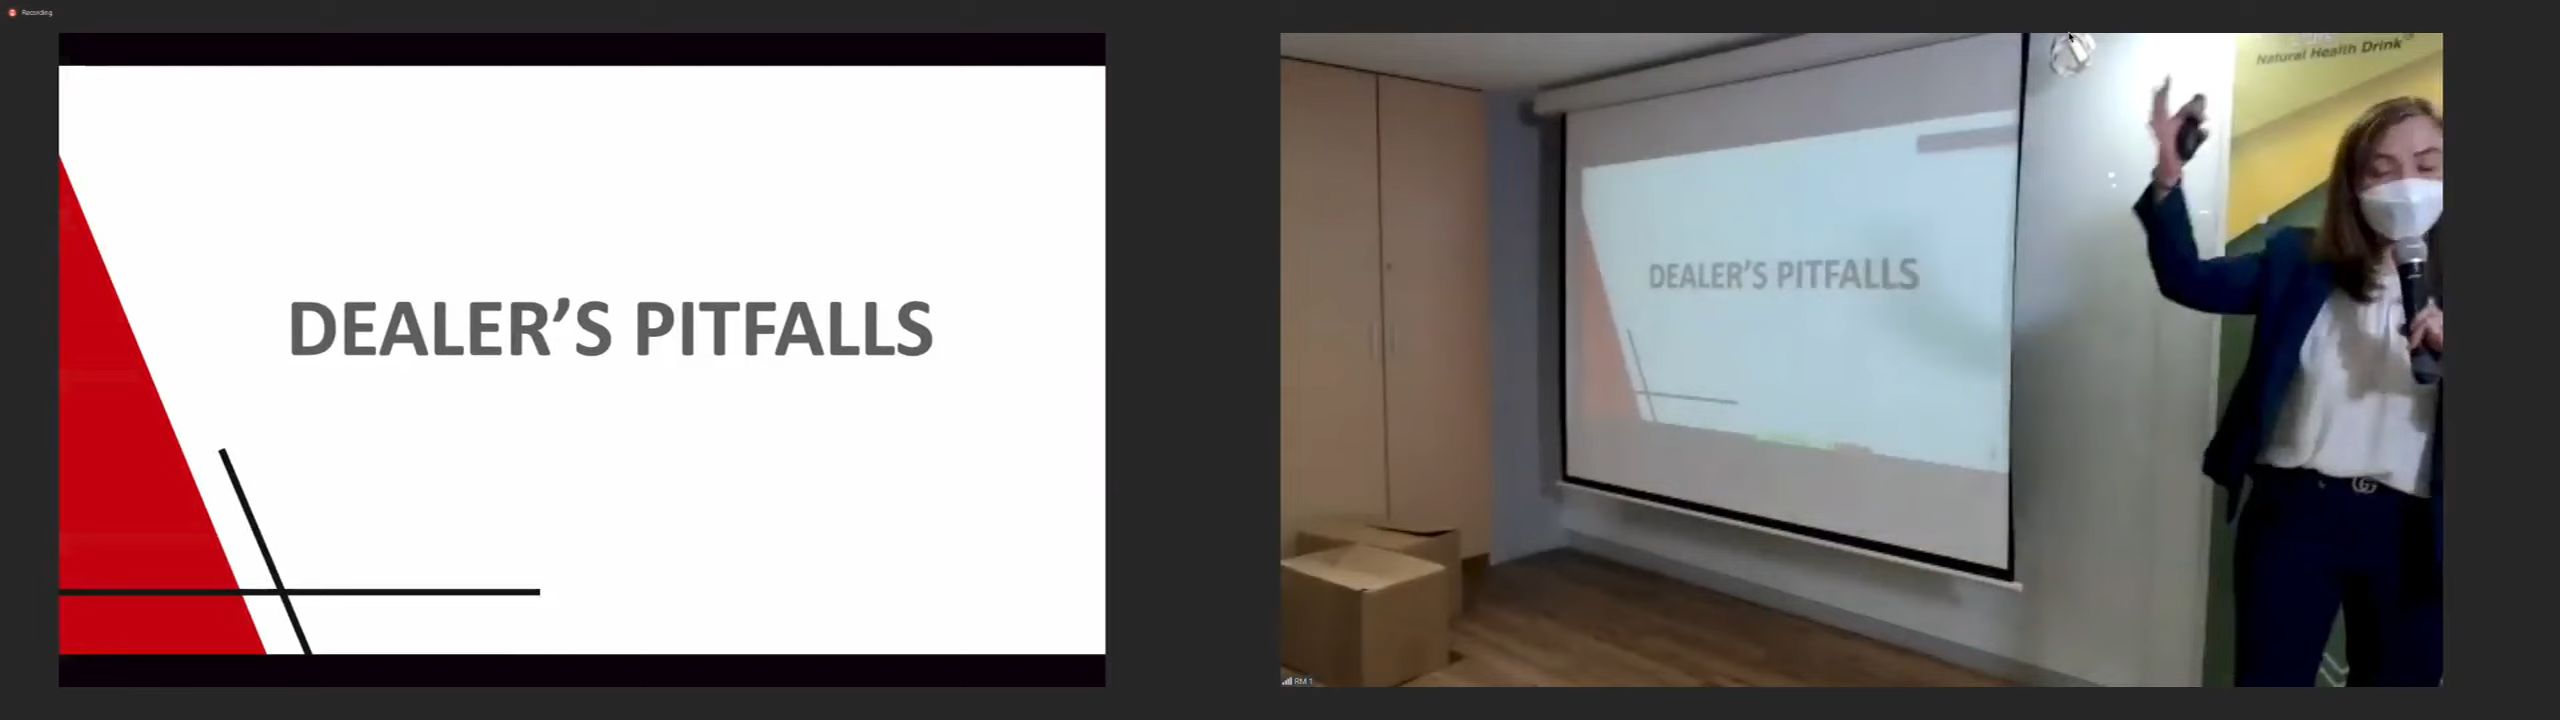 Recording
DEALER'S PITFALLS
DEALER'S PITFALLS
Natural Health Drink
RM 1